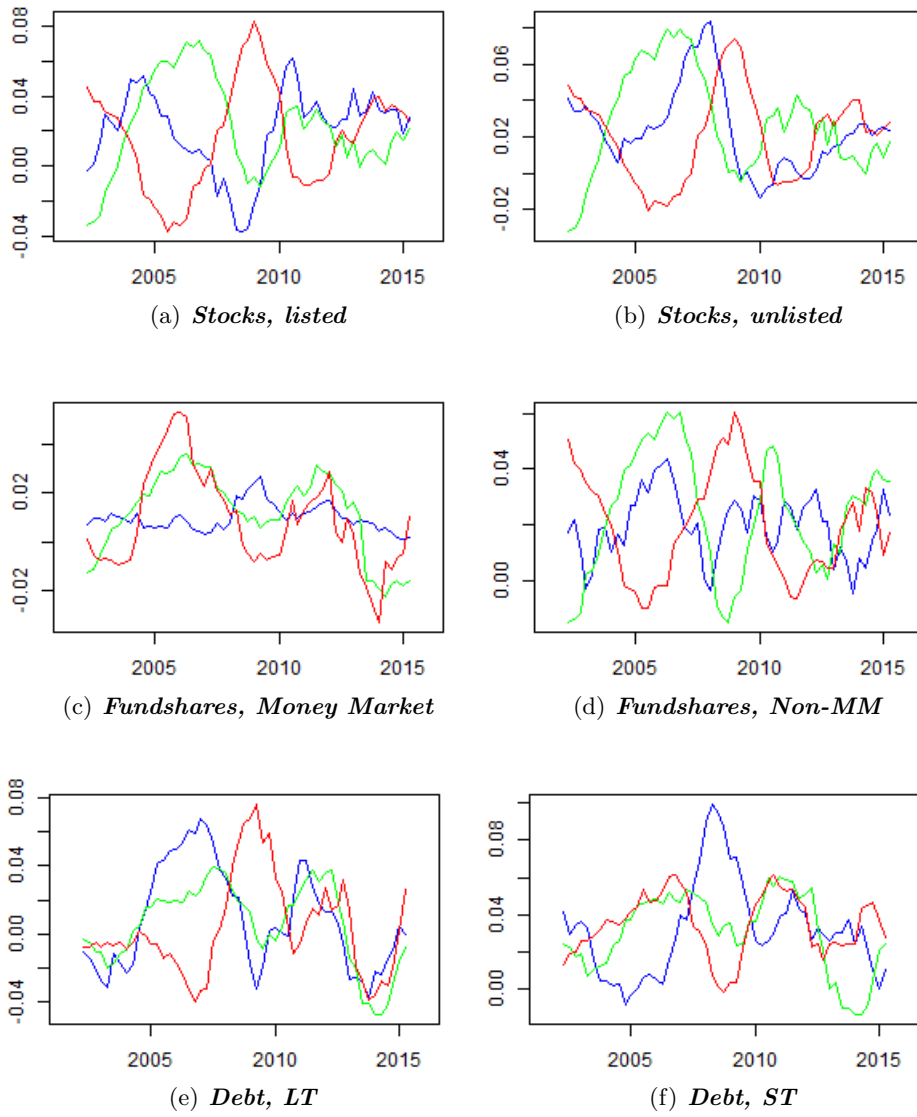 0.08
0.04
0.00
-0.04
2005 2010 2015
(a) Stocks, listed
0.06
0.02
-0.02
2005 2010 2015
(b) Stocks, unlisted
0.02
-0.02
2005 2010 2015
(c) Fundshares, Money Market
0.04
0.00
2005 2010 2015
(d) Fundshares, Non-MM
0.08
0.04
0.00
-0.04
2005 2010 2015
(e) Debt, LT
0.08
0.04
0.00
2005 2010 2015
(f) Debt, ST